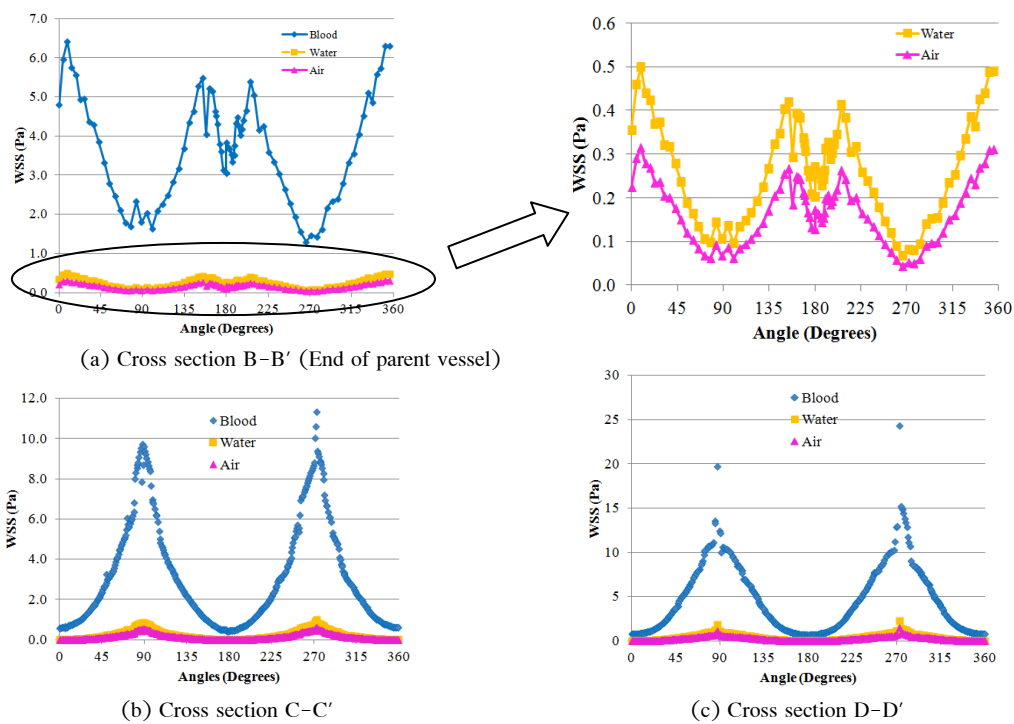 7.0
6.0
5.0
4.0
3.0
2.0
1.0
0.0
WSS (Pa)
Blood
Water
Air
0 45 90 135 180 225 270 315 360
Angle (Degrees)
0.6
0.5
0.4
0.3
0.2
0.1
0.0
WSS (Pa)
Water
Air
0 45 90 135 180 225 270 315 360
Angle (Degrees)
(a) Cross section B-B′ (End of parent vessel)
12.0
10.0
8.0
6.0
4.0
2.0
0.0
WSS (Pa)
Blood
Water
Air
0 45 90 135 180 225 270 315 360
Angles (Degrees)
(b) Cross section C-C′
30
25
20
15
10
5
0
WSS (Pa)
Blood
Water
Air
0 45 90 135 180 225 270 315 360
Angle (Degrees)
(c) Cross section D-D′